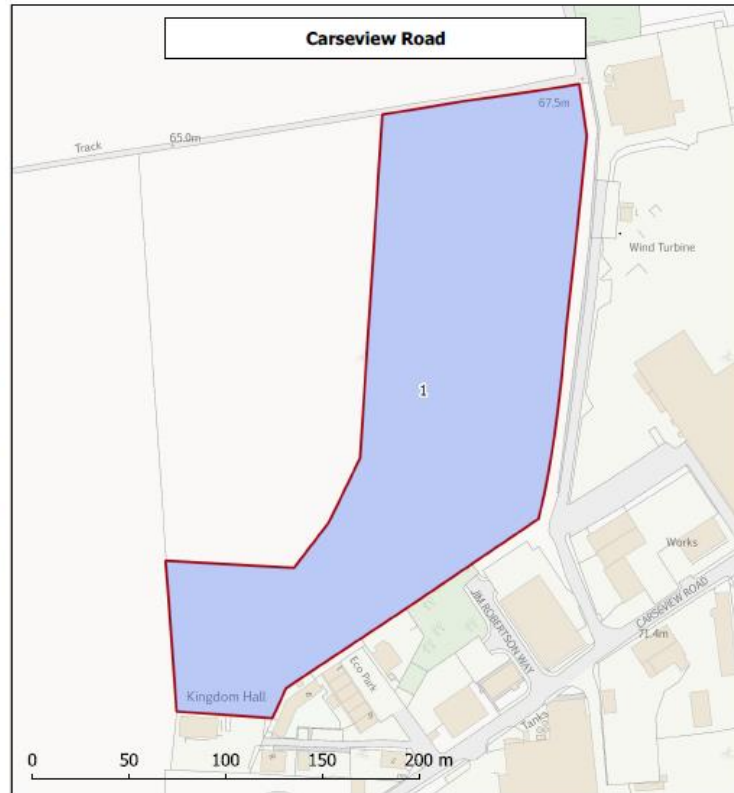 Carseview Road
67.5m
65.0m
Track
Wind Turbine
1
Works
JIM ROBERTSON WAY
CARSEVIEW ROAD
71.4m
Eco Park
Kingdom Hall
Tanks
0 50 100 150 200 m